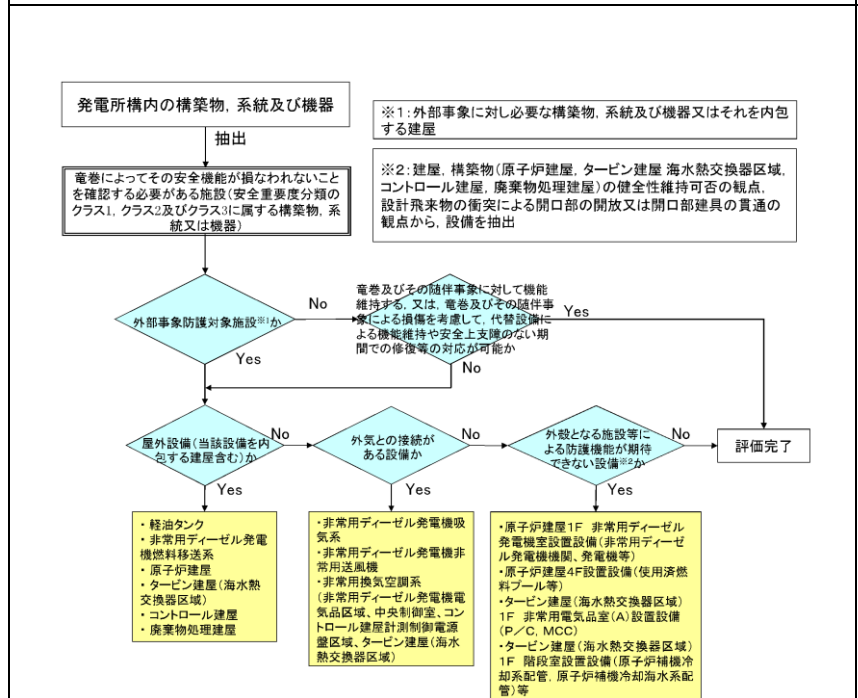 発電所構内の構築物，系統及び機器
※１：外部事象に対し必要な構築物，系統及び機器又はそれを内包
する建屋
抽出
竜巻によってその安全機能が損なわれないこと
を確認する必要がある施設（安全重要度分類の
クラス1，クラス2及びクラス3に属する構築物，系
統又は機器）
※２：建屋，構築物（原子炉建屋，タービン建屋 海水熱交換器区域，
コントロール建屋，廃棄物処理建屋）の健全性維持可否の観点，
設計飛来物の衝突による開口部の開放又は開口部建具の貫通の
観点から，設備を抽出
外部事象防護対象施設※１か
No
竜巻及びその随伴事象に対して機能
維持する，又は，竜巻及びその随伴事
象による損傷を考慮して，代替設備に
よる機能維持や安全上支障のない期
間での修復等の対応が可能か
Yes
Yes
No
屋外設備（当該設備を内
包する建屋含む）か
No
外気との接続が
ある設備か
No
外殻となる施設等に
よる防護機能が期待
できない設備※２か
No
評価完了
Yes
Yes
Yes
・軽油タンク
・非常用ディーゼル発電
機燃料移送系
・原子炉建屋
・タービン建屋（海水熱
交換器区域）
・コントロール建屋
・廃棄物処理建屋
・非常用ディーゼル発電機吸
気系
・非常用ディーゼル発電機非
常用送風機
・非常用換気空調系
（非常用ディーゼル発電機電
気品区域、中央制御室、コント
ロール建屋計測制御電源
盤区域、タービン建屋（海水
熱交換器区域）
・原子炉建屋1F　非常用ディーゼル
発電機室設置設備（非常用ディーゼ
ル発電機機関、発電機等）
・原子炉建屋4F設置設備（使用済燃
料プール等）
・タービン建屋（海水熱交換器区域）
1F　非常用電気品室（A）設置設備
（P／C，MCC）
・タービン建屋（海水熱交換器区域）
1F　階段室設置設備（原子炉補機冷
却系配管，原子炉補機冷却海水系配
管）等